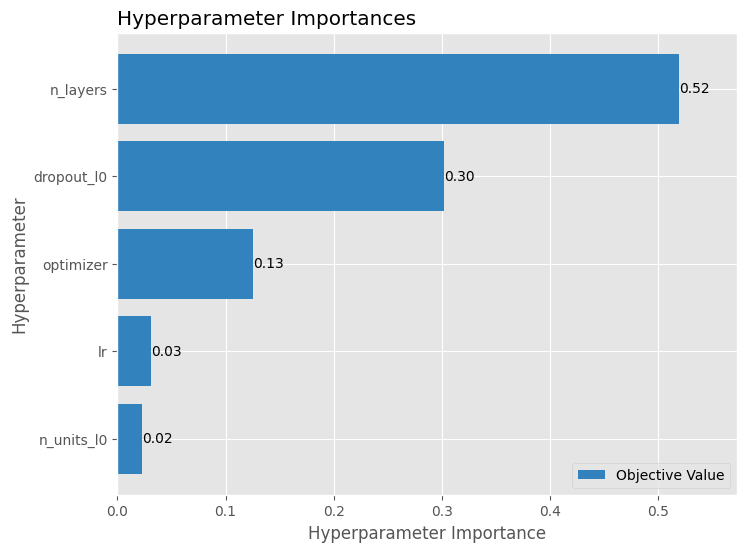 Hyperparameter Importances
n_layers
0.52
dropout_l0
0.30
optimizer
0.13
lr
0.03
n_units_l0
0.02
Hyperparameter
Objective Value
0.0 0.1 0.2 0.3 0.4 0.5
Hyperparameter Importance